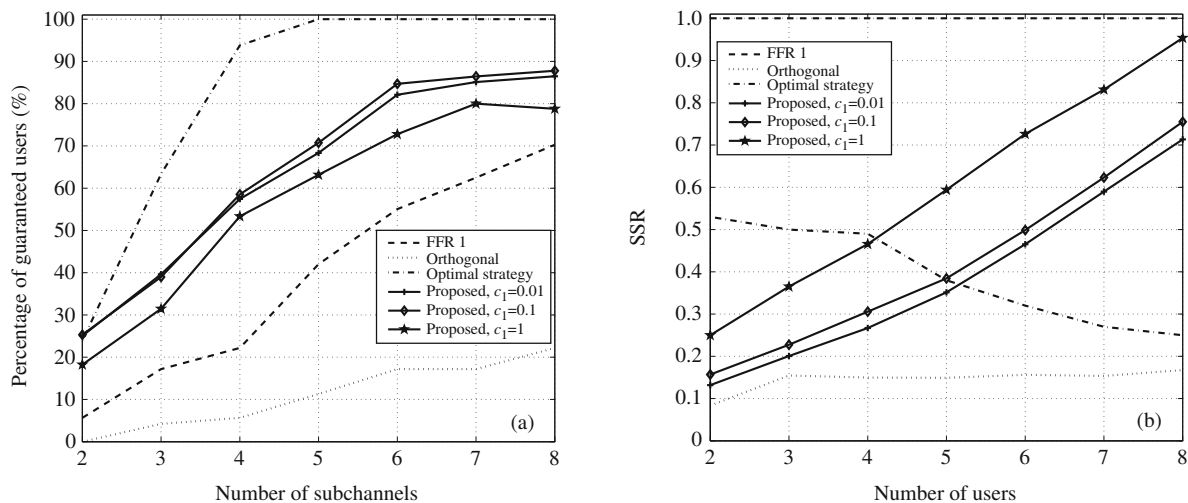 100
90
80
70
60
50
40
30
20
10
0
Percentage of guaranteed users (%)
FFR 1
Orthogonal
Optimal strategy
Proposed, c1=0.01
Proposed, c1=0.1
Proposed, c1=1
(a)
2 3 4 5 6 7 8
Number of subchannels
1.0
0.9
0.8
0.7
0.6
0.5
0.4
0.3
0.2
0.1
0
SSR
FFR 1
Orthogonal
Optimal strategy
Proposed, c1=0.01
Proposed, c1=0.1
Proposed, c1=1
(b)
2 3 4 5 6 7 8
Number of users